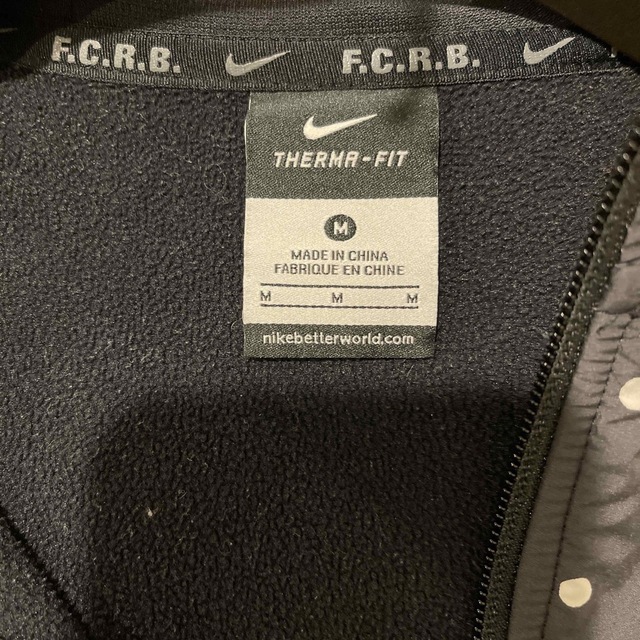 F.C.R.B. F.C.R.B.
THERMA-FIT
M
MADE IN CHINA
FABRIQUE EN CHINE
M M M
nikebetterworld.com